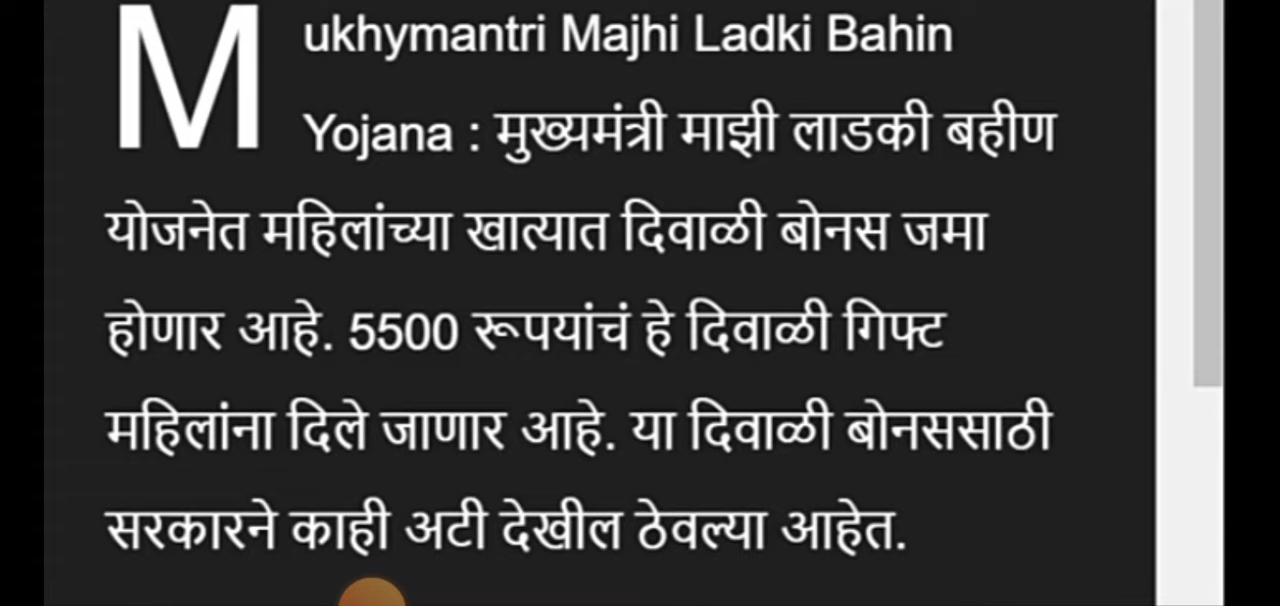 Mukhymantri Majhi Ladki Bahin
Yojana : मुख्यमंत्री माझी लाडकी बहीण
योजनेत महिलांच्या खात्यात दिवाळी बोनस जमा
होणार आहे. 5500 रूपयांचं हे दिवाळी गिफ्ट
महिलांना दिले जाणार आहे. या दिवाळी बोनससाठी
सरकारने काही अटी देखील ठेवल्या आहेत.